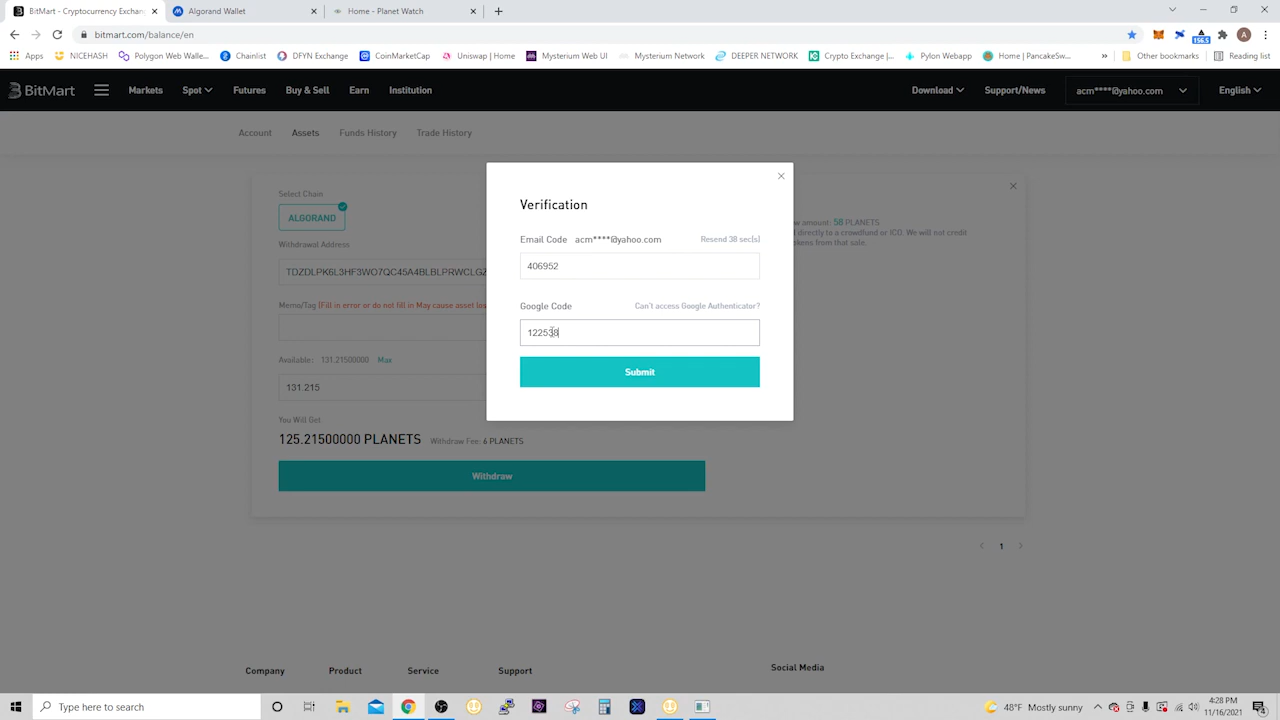 BitMart - Cryptocurrency Exchan
Algorand Wallet
Home - Planet Watch
bitmart.com/balance/en
156.5
A
Apps
NICEHASH
Polygon Web Walle...
Chainlist
DFYN Exchange
CoinMarketCap
Uniswap | Home
Mysterium Web UI
Mysterium Network
DEEPER NETWORK
Crypto Exchange |...
Pylon Webapp
Home | PancakeSw...
»
Other bookmarks
Reading list
BitMart
Markets
Spot
Futures
Buy & Sell
Earn
Institution
Download
Support/News
acm****@yahoo.com
English
Account
Assets
Funds History
Trade History
Select Chain
ALGORAND
Withdrawal Address
TDZDLPK6L3HF3WO7QC45A4BLBLPRWCLGZ
Memo/Tag (Fill in error or do not fill in May cause asset los
Available: 131.21500000 Max
131.215
You Will Get:
125.21500000 PLANETS Withdraw Fee: 6 PLANETS
Withdraw
w amount: 58 PLANETS.
directly to a crowdfund or ICO. We will not credit
kens from that sale.
Verification
Email Code acm****@yahoo.com
Resend 38 sec(s)
406952
Google Code
Can't access Google Authenticator?
122538
Submit
1
Company
Product
Service
Support
Social Media
Type here to search
48°F Mostly sunny
4:28 PM
11/16/2021